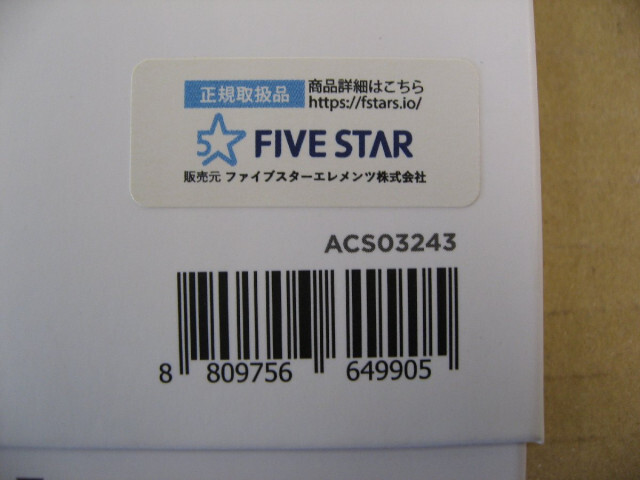 正規取扱品
商品詳細はこちら
https://fstars.io/
5 FIVE STAR
販売元 ファイブスターエレメンツ株式会社
ACS03243
8 809756 649905